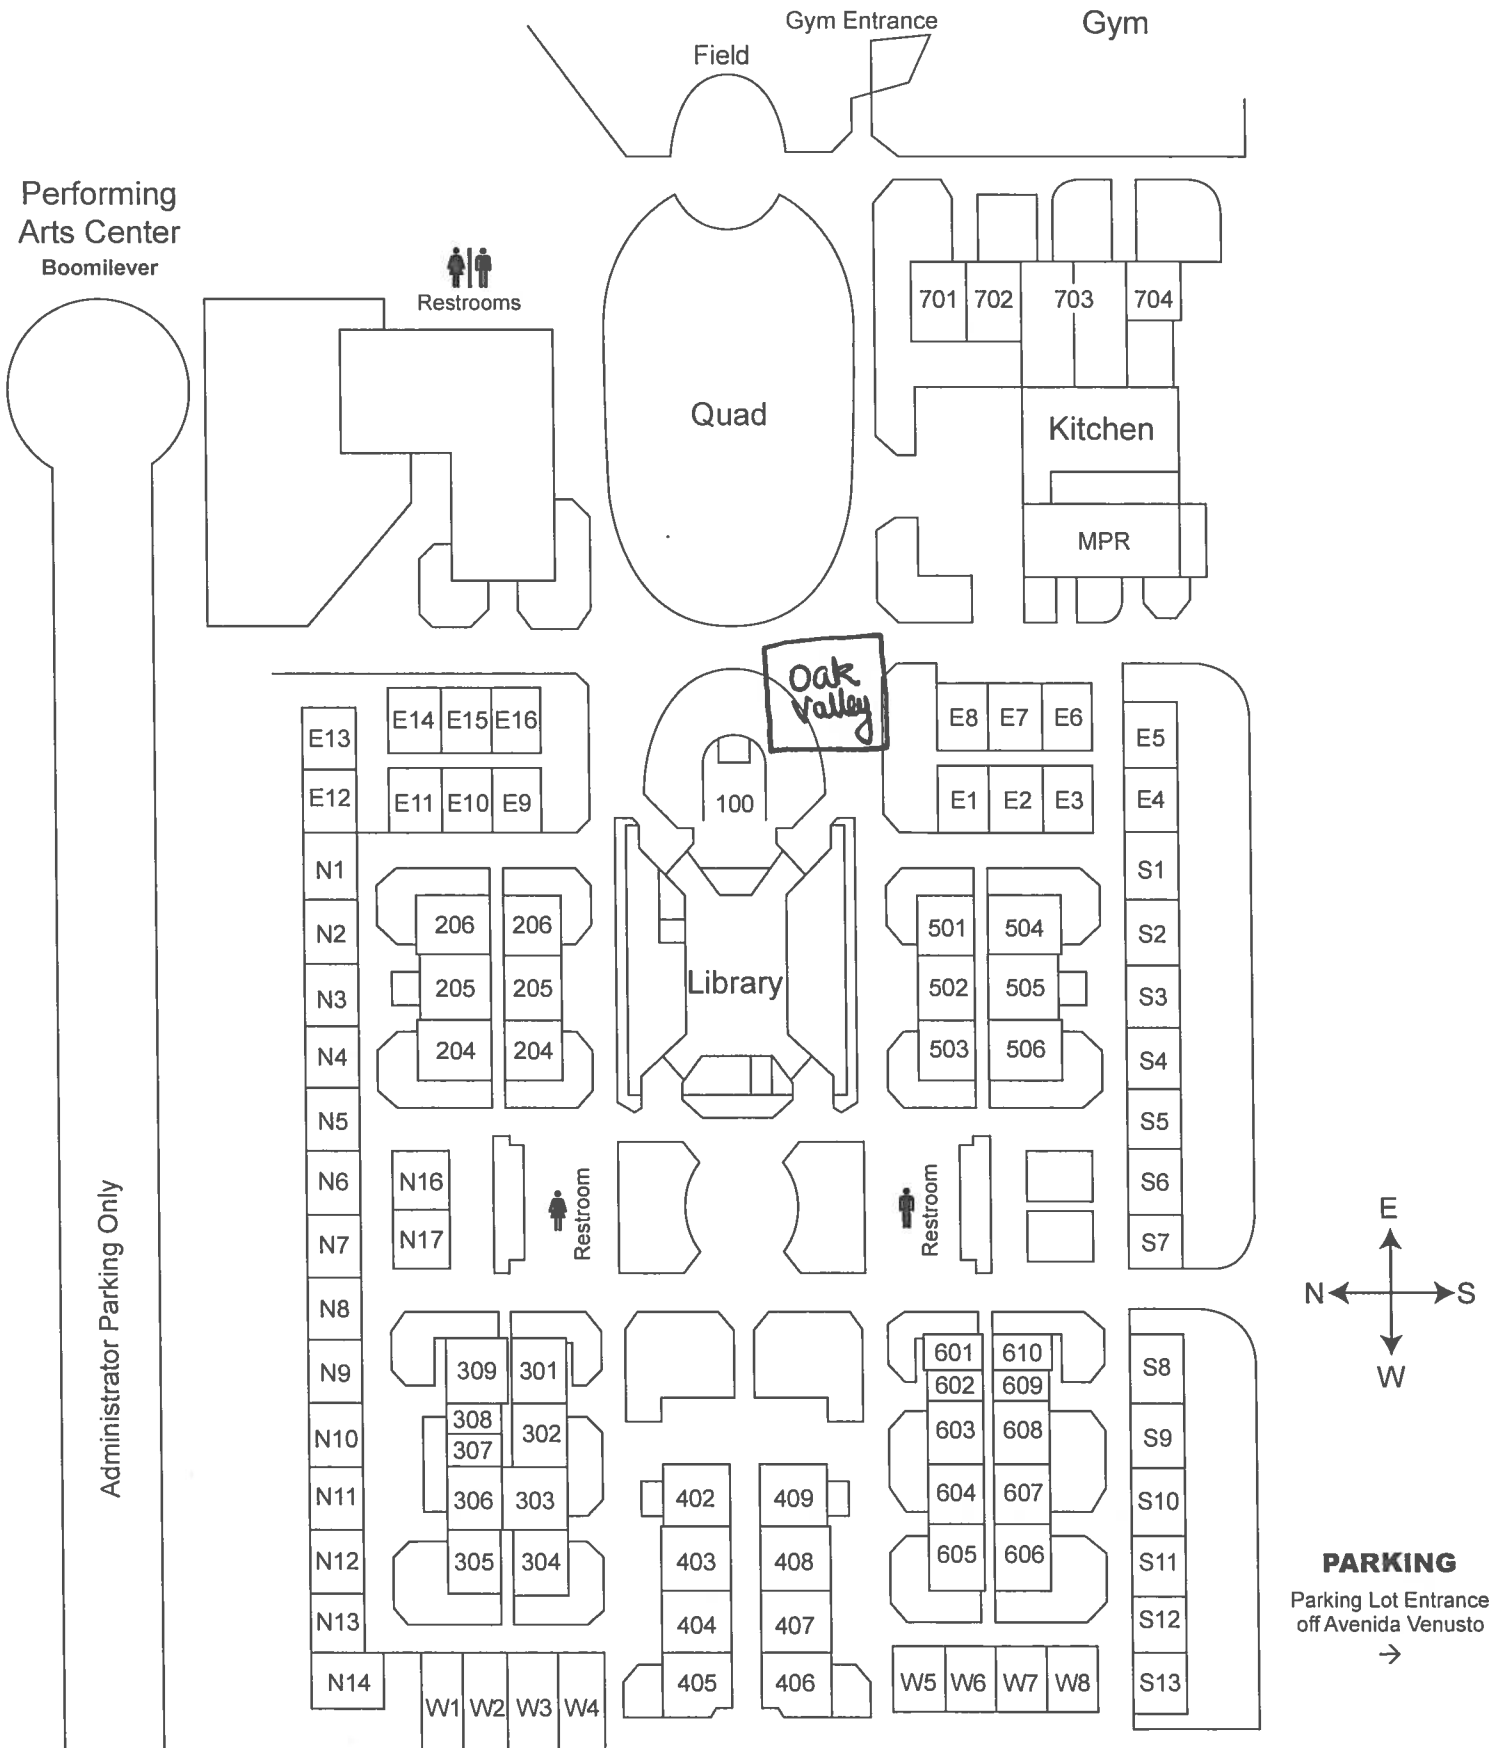 Gym Entrance
Gym
Field
Performing
Arts Center
Boomilever
Restrooms
701 702 703 704
Quad
Kitchen
MPR
Oak
Valley
E14 E15 E16
E8 E7 E6
E13
E5
E12
E11 E10 E9
100
E1 E2 E3
E4
N1
S1
206 206
501 504
N2
S2
205 205
Library
502 505
N3
S3
204 204
503 506
N4
S4
N5
S5
N6
N16
Restroom
Restroom
S6
N7
N17
S7
Administrator Parking Only
E
N S
W
N8
N9
309 301
601 610
602 609
S8
N10
308
307
302
603 608
S9
N11
306 303
402 409
604 607
S10
N12
305 304
403 408
605 606
S11
PARKING
Parking Lot Entrance
off Avenida Venusto
→
N13
404 407
S12
N14
W1 W2 W3 W4
405 406
W5 W6 W7 W8
S13